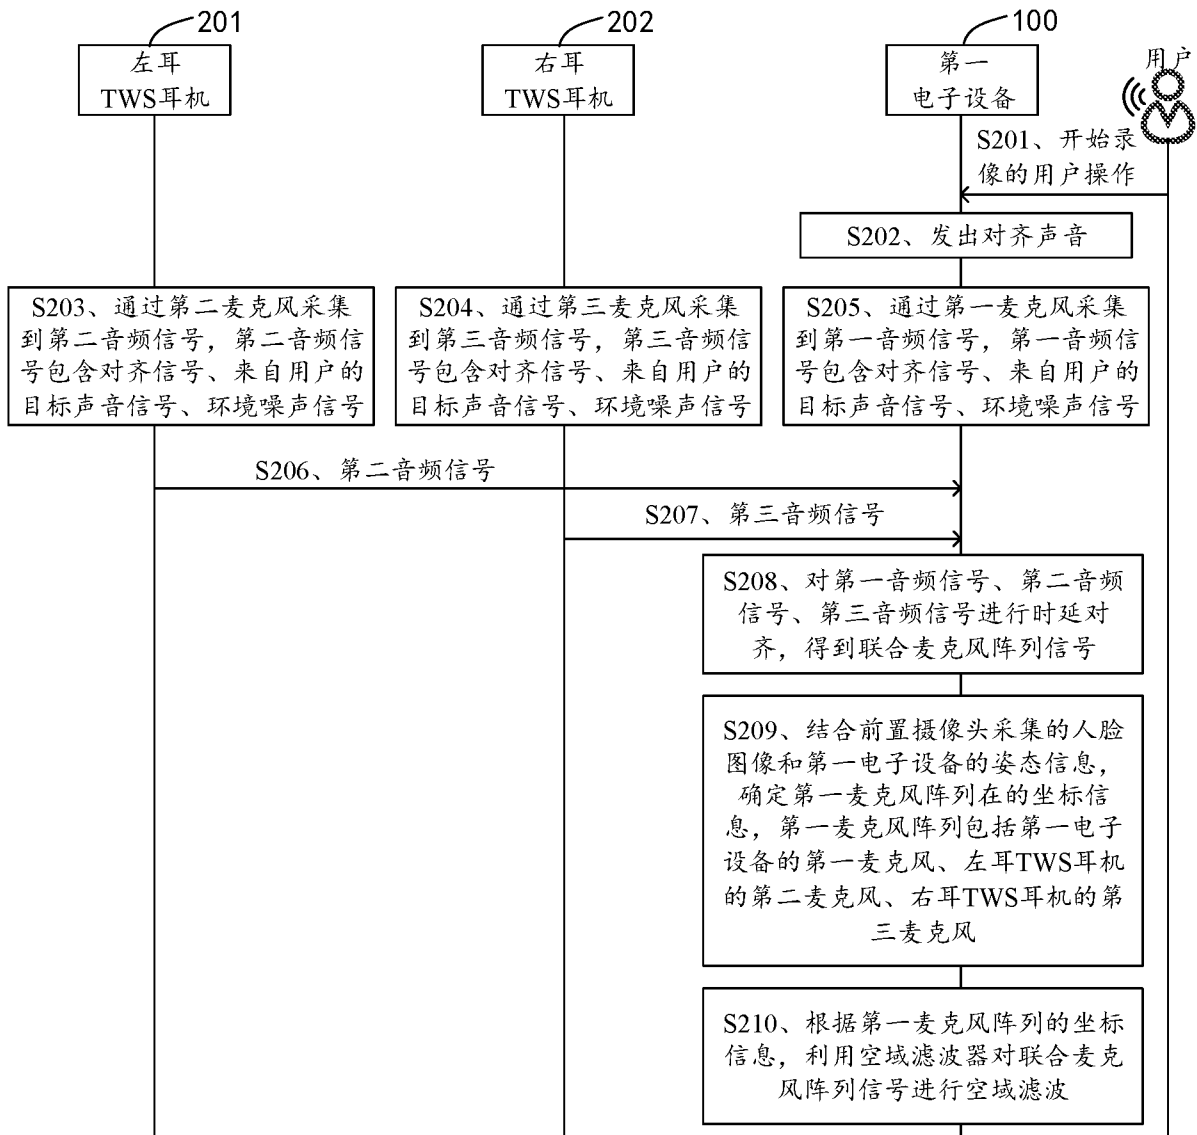 201
202
100
左耳
TWS耳机
右耳
TWS耳机
第一
电子设备
用户
S201、开始录
像的用户操作
S202、发出对齐声音
S203、通过第二麦克风采集
到第二音频信号，第二音频信
号包含对齐信号、来自用户的
目标声音信号、环境噪声信号
S204、通过第三麦克风采集
到第三音频信号，第三音频信
号包含对齐信号、来自用户的
目标声音信号、环境噪声信号
S205、通过第一麦克风采集
到第一音频信号，第一音频信
号包含对齐信号、来自用户的
目标声音信号、环境噪声信号
S206、第二音频信号
S207、第三音频信号
S208、对第一音频信号、第二音频
信号、第三音频信号进行时延对
齐，得到联合麦克风阵列信号
S209、结合前置摄像头采集的人脸
图像和第一电子设备的姿态信息，
确定第一麦克风阵列在的坐标信
息，第一麦克风阵列包括第一电子
设备的第一麦克风、左耳TWS耳机
的第二麦克风、右耳TWS耳机的第
三麦克风
S210、根据第一麦克风阵列的坐标
信息，利用空域滤波器对联合麦克
风阵列信号进行空域滤波